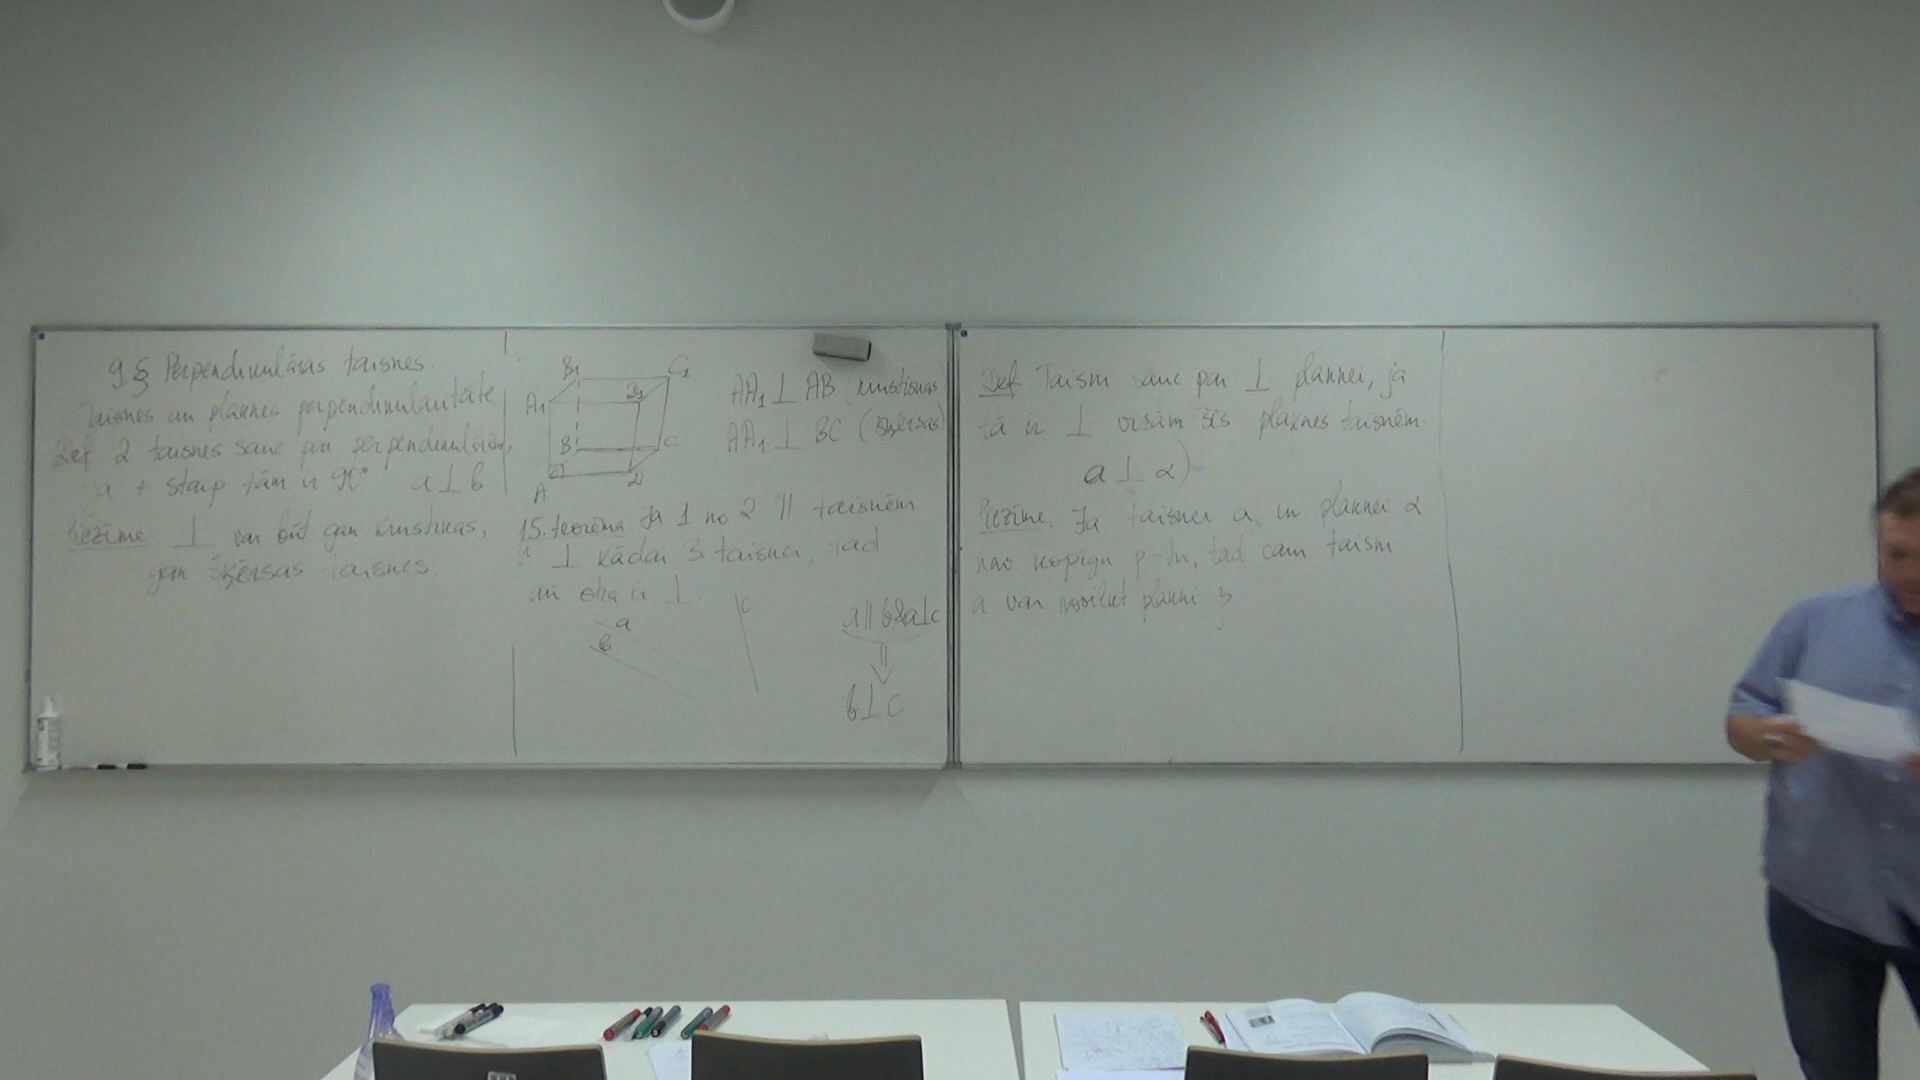 9 § Perpendikulāras taisnes.
Taisnes un plaknes perpendikularitāte
Def 2 taisnes sauc par perpendikulārām,
ja ∢ starp tām ir 90° a⊥b
Piezīme ⊥ var būt gan krustiskas,
gan šķērsas taisnes.
B1 C1
A1 D1
B C
A D
AA1 ⊥ AB krustiskas
AA1 ⊥ BC (šķērsas)
15. teorēma Ja 1 no 2 || taisnēm
ir ⊥ kādai 3. taisnei, tad
arī otra ir ⊥
a
b
c
a||b & a⊥c
⇓
b⊥c
Def Taisni sauc par ⊥ plaknei, ja
tā ir ⊥ visām šīs plaknes taisnēm.
a ⊥ α
Piezīme. Ja taisnei a un plaknei α
nav kopīgu p-tu, tad caur taisni
a var novilkt plakni